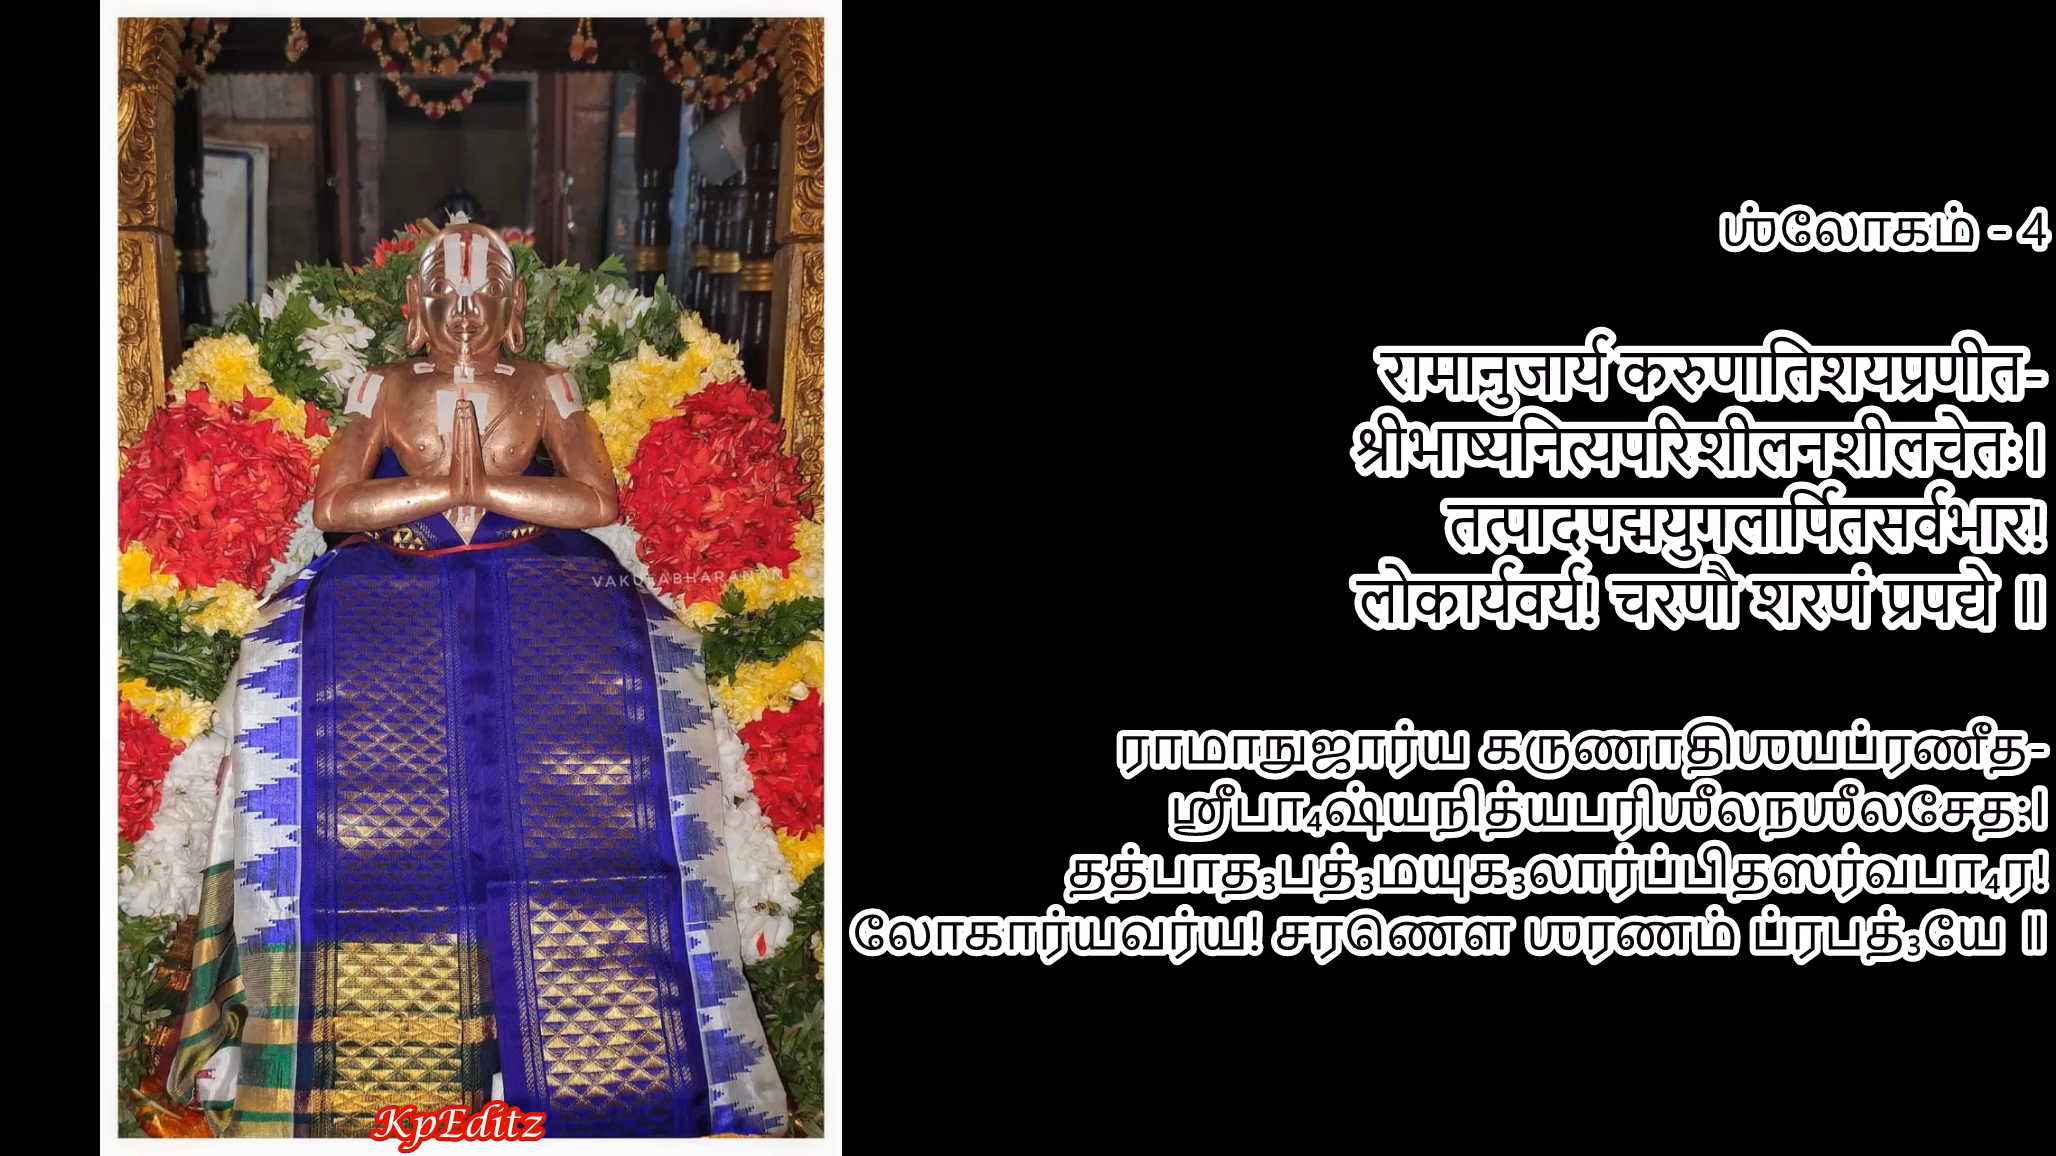 ஶ்லோகம் - 4
रामानुजार्य करुणातिशयप्रणीत-
श्रीभाष्यनित्यपरिशीलनशीलचेतः।
तत्पादपद्मयुगलार्पितसर्वभार!
लोकार्यवर्य! चरणौ शरणं प्रपद्ये ॥
ராமாநுஜார்ய கருணாதிஶயப்ரணீத-
ஶ்ரீபா₄ஷ்யநித்யபரிஶீலநஶீலசேத:।
தத்பாத₃பத்₃மயுக₃லார்ப்பிதஸர்வபா₄ர!
லோகார்யவர்ய! சரணௌ ஶரணம் ப்ரபத்₃யே ॥
VAKULABHARANAN
KpEditz